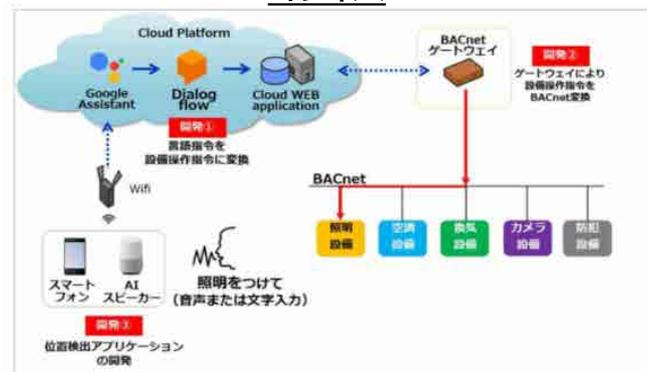 Cloud Platform
Google
Assistant
Dialog
flow
Cloud WEB
application
開発①
言語指令を
設備操作指令に変換
BACnet
ゲートウェイ
開発②
ゲートウェイにより
設備操作指令を
BACnet変換
Wifi
BACnet
照明
設備
空調
設備
換気
設備
カメラ
設備
防犯
設備
スマート
フォン
AI
スピーカー
照明をつけて
（音声または文字入力）
開発③
位置検出アプリケーション
の開発